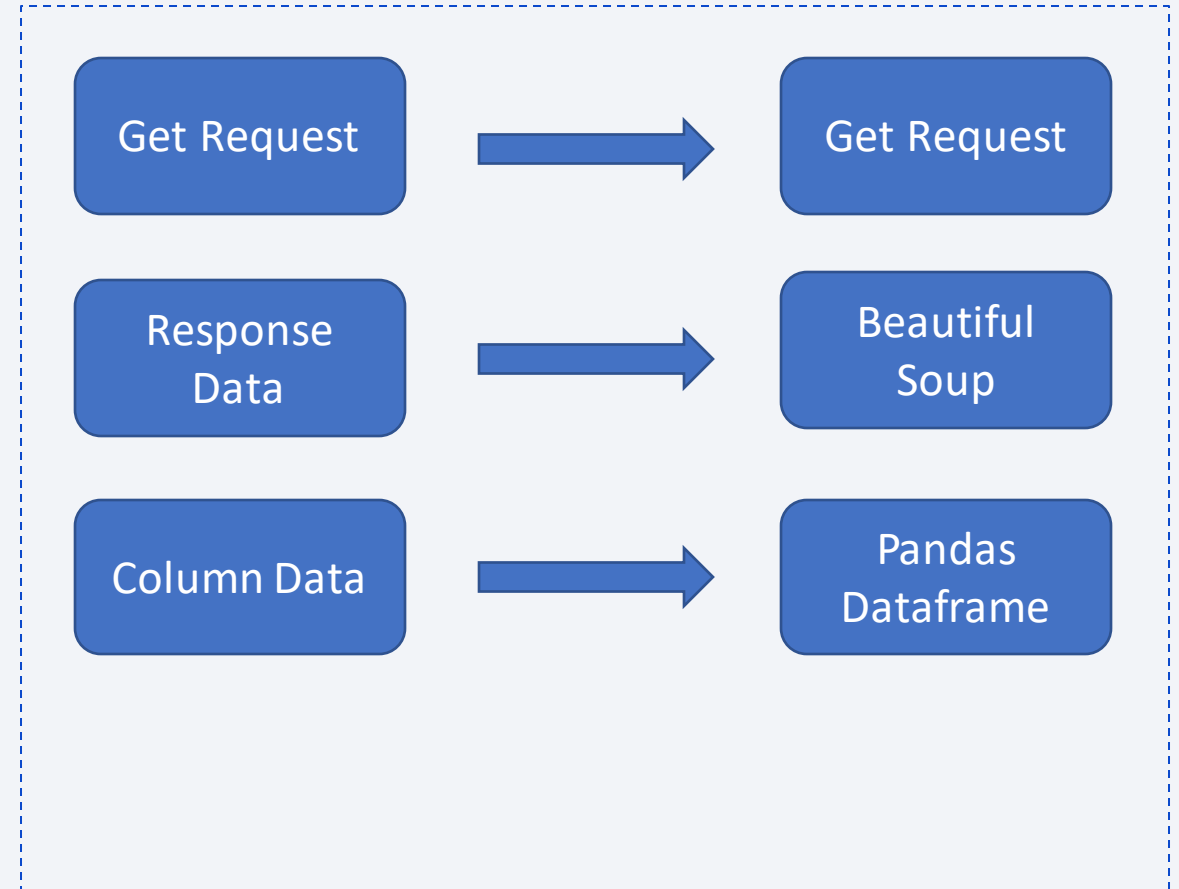 Get Request
Get Request
Response
Data
Beautiful
Soup
Column Data
Pandas
Dataframe